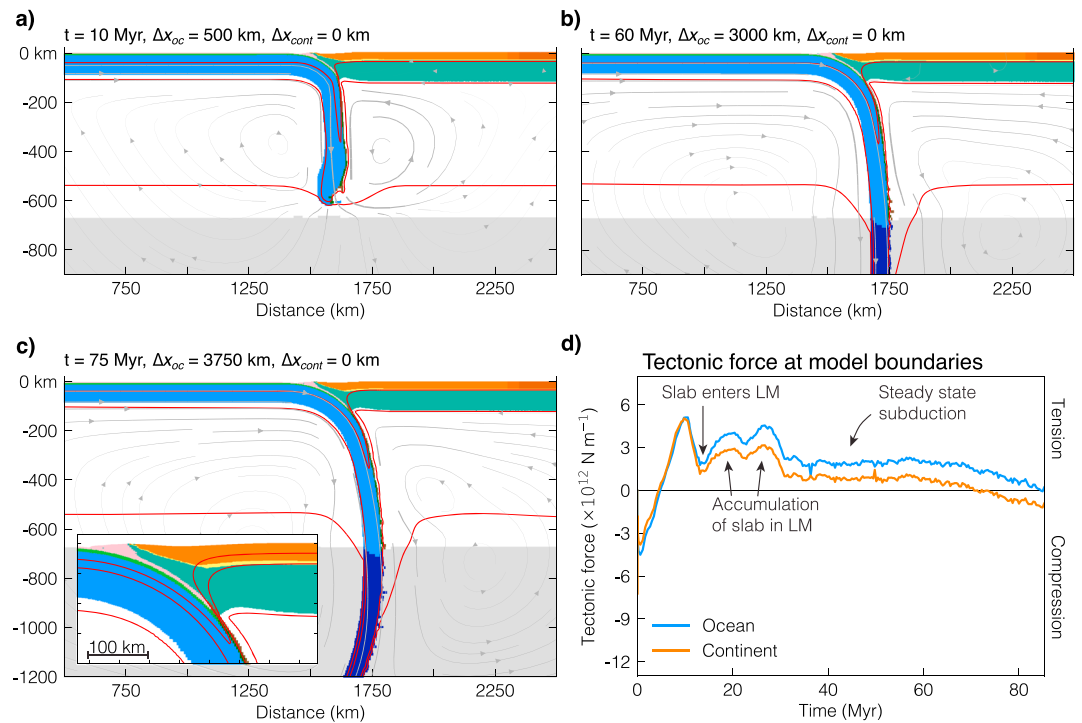 a)
t = 10 Myr, Δx_oc = 500 km, Δx_cont = 0 km
0 km
-200
-400
-600
-800
750
1250
1750
2250
Distance (km)
b)
t = 60 Myr, Δx_oc = 3000 km, Δx_cont = 0 km
0 km
-200
-400
-600
-800
750
1250
1750
2250
Distance (km)
c)
t = 75 Myr, Δx_oc = 3750 km, Δx_cont = 0 km
0 km
-200
-400
-600
-800
-1000
-1200
100 km
750
1250
1750
2250
Distance (km)
d)
Tectonic force at model boundaries
Slab enters LM
Steady state
subduction
Accumulation
of slab in LM
Ocean
Continent
6
3
0
-3
-6
-9
-12
Tectonic force (×10¹² N m⁻¹)
Tension
Compression
0
20
40
60
80
Time (Myr)